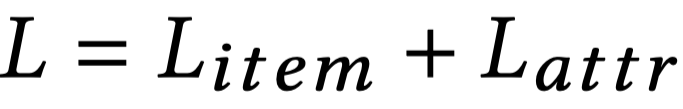 L = L_{item} + L_{attr}